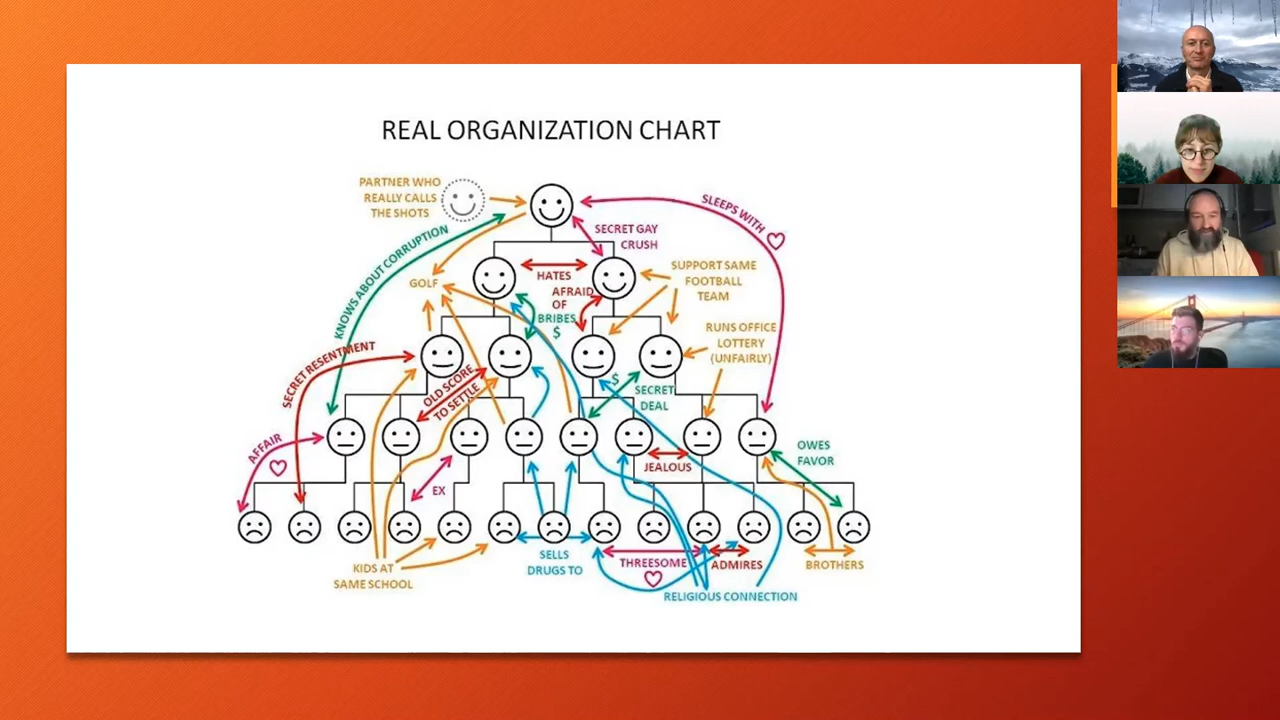 REAL ORGANIZATION CHART
PARTNER WHO
REALLY CALLS
THE SHOTS
SLEEPS WITH
SECRET GAY
CRUSH
KNOWS ABOUT CORRUPTION
GOLF
HATES
SUPPORT SAME
FOOTBALL
TEAM
AFRAID
OF
BRIBES
$
RUNS OFFICE
LOTTERY
(UNFAIRLY)
SECRET RESENTMENT
OLD SCORE
TO SETTLE
$
SECRET
DEAL
AFFAIR
OWES
FAVOR
JEALOUS
EX
SELLS
DRUGS TO
KIDS AT
SAME SCHOOL
THREESOME
ADMIRES
BROTHERS
RELIGIOUS CONNECTION